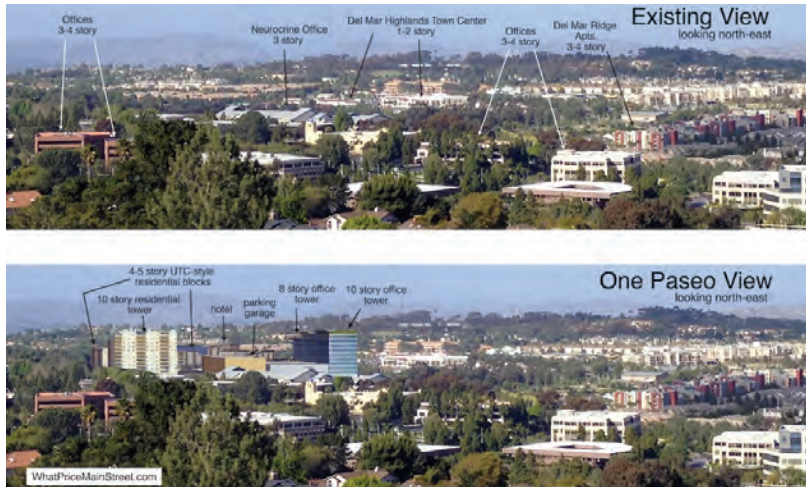 Existing View
looking north-east
Offices
3-4 story
Neurocrine Office
3 story
Del Mar Highlands Town Center
1-2 story
Offices
3-4 story
Del Mar Ridge
Apts.
3-4 story
One Paseo View
looking north-east
4-5 story UTC-style
residential blocks
10 story residential
tower
hotel
parking
garage
8 story office
tower
10 story office
tower
WhatPriceMainStreet.com